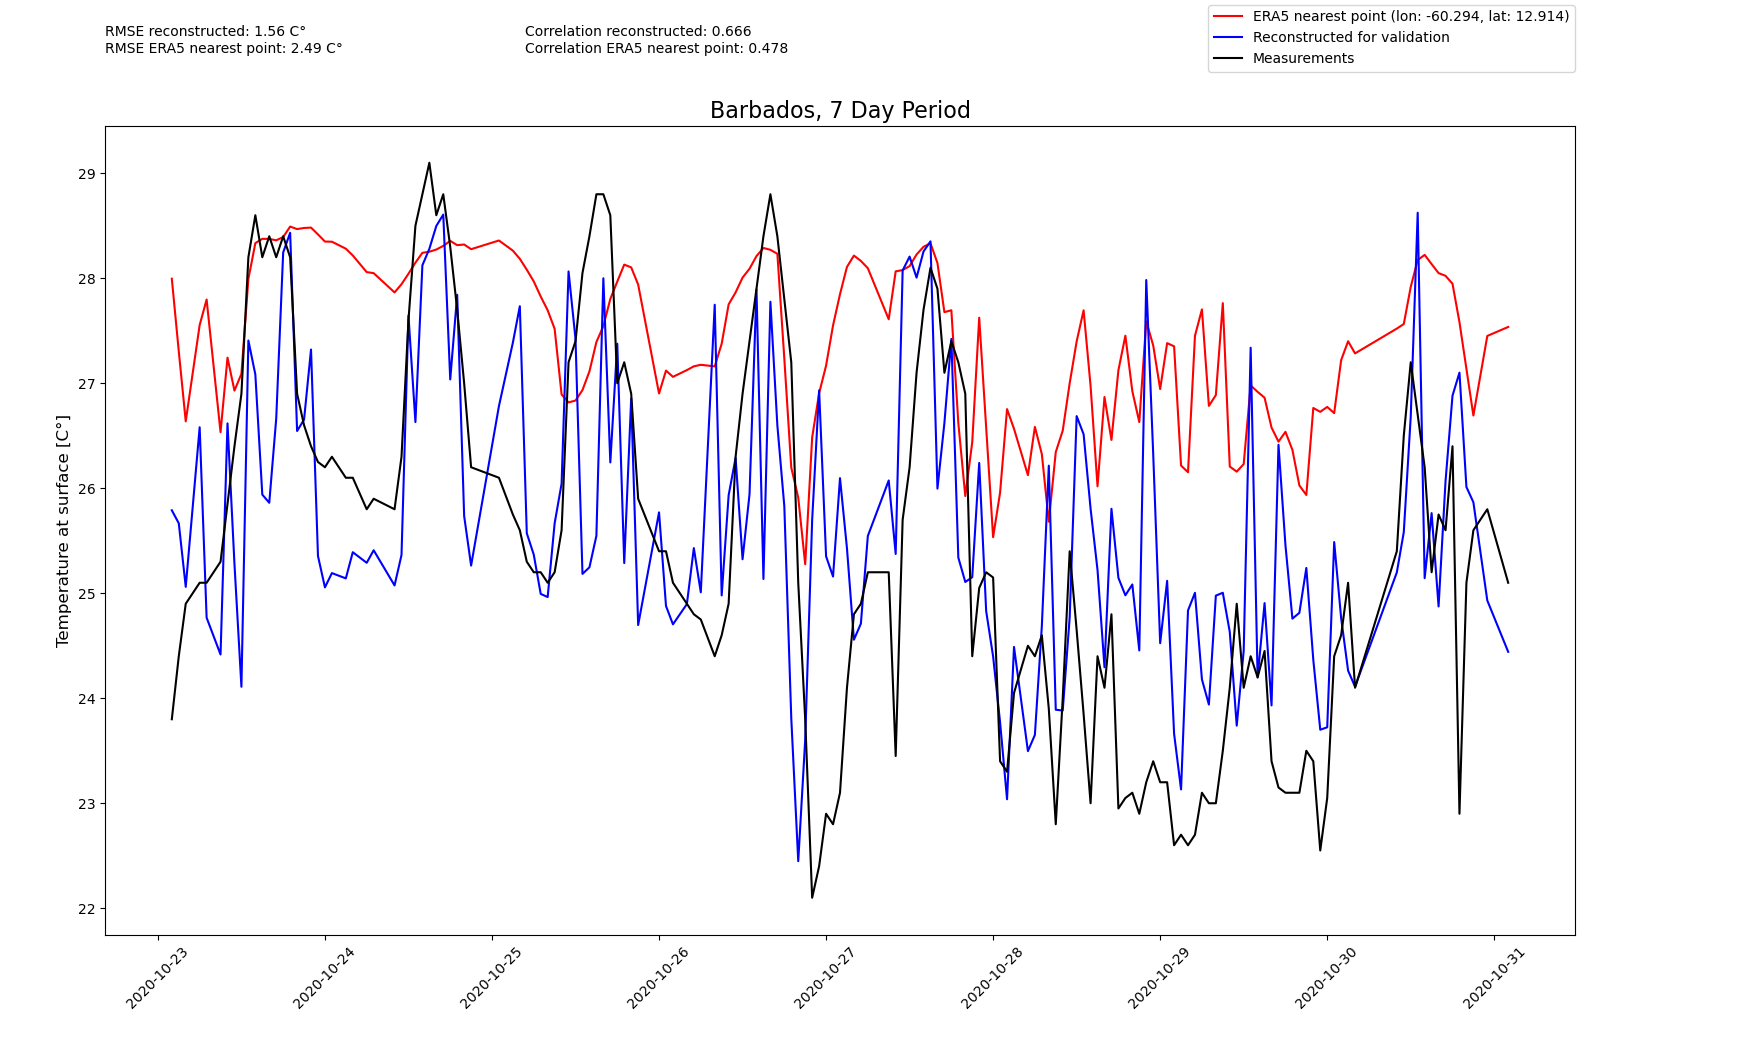 RMSE reconstructed: 1.56 C°
RMSE ERA5 nearest point: 2.49 C°
Correlation reconstructed: 0.666
Correlation ERA5 nearest point: 0.478
ERA5 nearest point (lon: -60.294, lat: 12.914)
Reconstructed for validation
Measurements
Barbados, 7 Day Period
Temperature at surface [C°]
29
28
27
26
25
24
23
22
2020-10-23
2020-10-24
2020-10-25
2020-10-26
2020-10-27
2020-10-28
2020-10-29
2020-10-30
2020-10-31